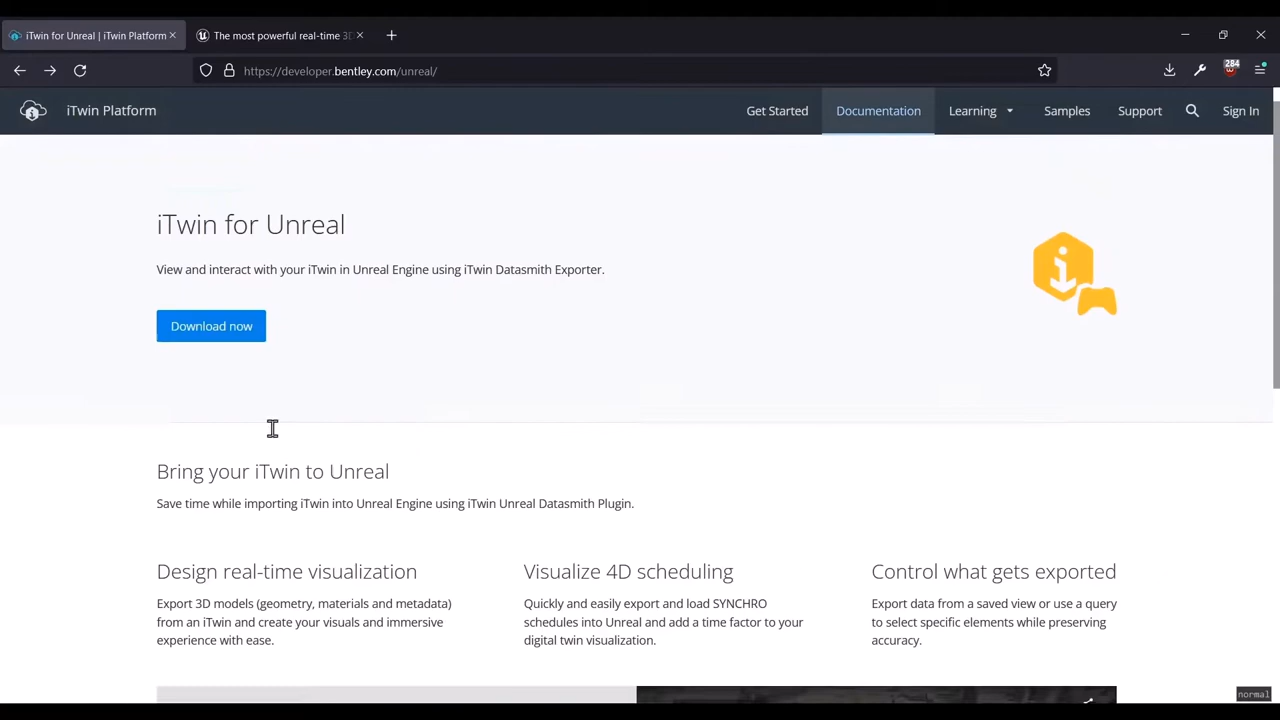 iTwin for Unreal | iTwin Platform
The most powerful real-time 3D
https://developer.bentley.com/unreal/
284
iTwin Platform
Get Started
Documentation
Learning
Samples
Support
Sign In
iTwin for Unreal
View and interact with your iTwin in Unreal Engine using iTwin Datasmith Exporter.
Download now
Bring your iTwin to Unreal
Save time while importing iTwin into Unreal Engine using iTwin Unreal Datasmith Plugin.
Design real-time visualization
Export 3D models (geometry, materials and metadata)
from an iTwin and create your visuals and immersive
experience with ease.
Visualize 4D scheduling
Quickly and easily export and load SYNCHRO
schedules into Unreal and add a time factor to your
digital twin visualization.
Control what gets exported
Export data from a saved view or use a query
to select specific elements while preserving
accuracy.
normal